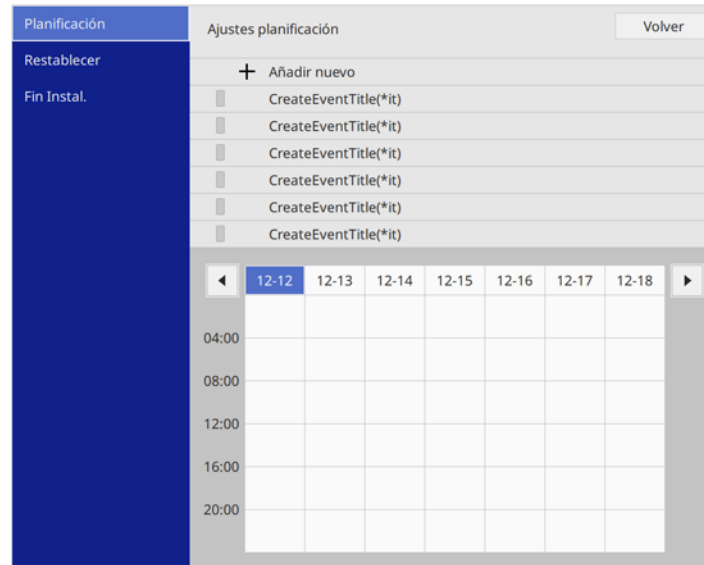 Planificación
Restablecer
Fin Instal.
Ajustes planificación
Volver
Añadir nuevo
CreateEventTitle(*it)
CreateEventTitle(*it)
CreateEventTitle(*it)
CreateEventTitle(*it)
CreateEventTitle(*it)
CreateEventTitle(*it)
12-12 12-13 12-14 12-15 12-16 12-17 12-18
04:00
08:00
12:00
16:00
20:00